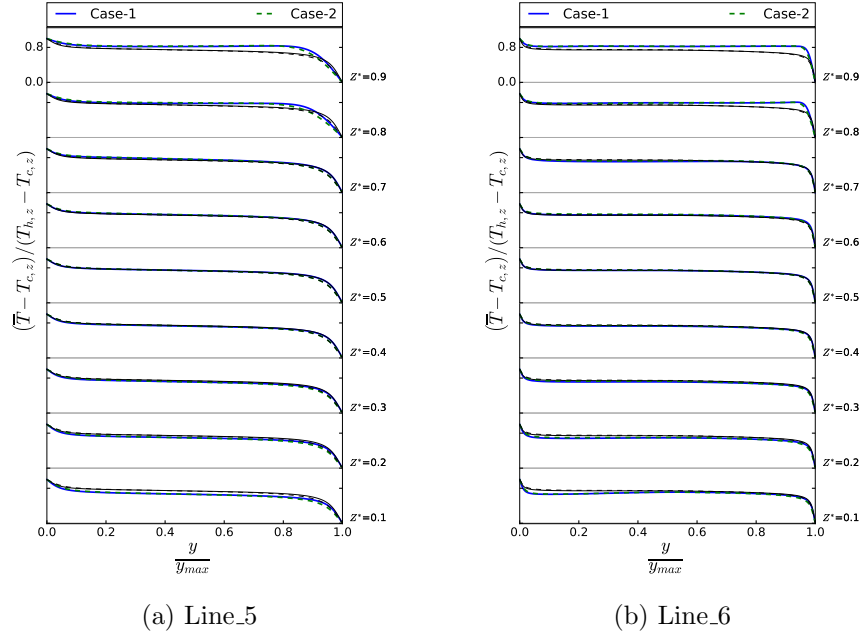 Case-1 Case-2
0.8
0.0
Z*=0.9
Z*=0.8
Z*=0.7
Z*=0.6
Z*=0.5
Z*=0.4
Z*=0.3
Z*=0.2
Z*=0.1
(T̅ − T_{c,z})/(T_{h,z} − T_{c,z})
0.0 0.2 0.4 0.6 0.8 1.0
y
y_{max}
(a) Line_5
Case-1 Case-2
0.8
0.0
Z*=0.9
Z*=0.8
Z*=0.7
Z*=0.6
Z*=0.5
Z*=0.4
Z*=0.3
Z*=0.2
Z*=0.1
(T̅ − T_{c,z})/(T_{h,z} − T_{c,z})
0.0 0.2 0.4 0.6 0.8 1.0
y
y_{max}
(b) Line_6